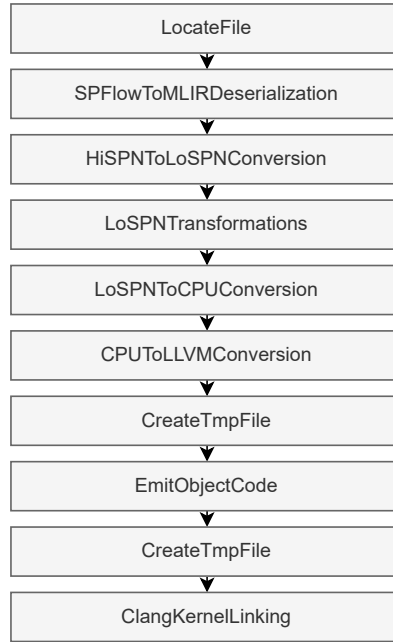 LocateFile
SPFlowToMLIRDeserialization
HiSPNToLoSPNConversion
LoSPNTransformations
LoSPNToCPUConversion
CPUToLLVMConversion
CreateTmpFile
EmitObjectCode
CreateTmpFile
ClangKernelLinking